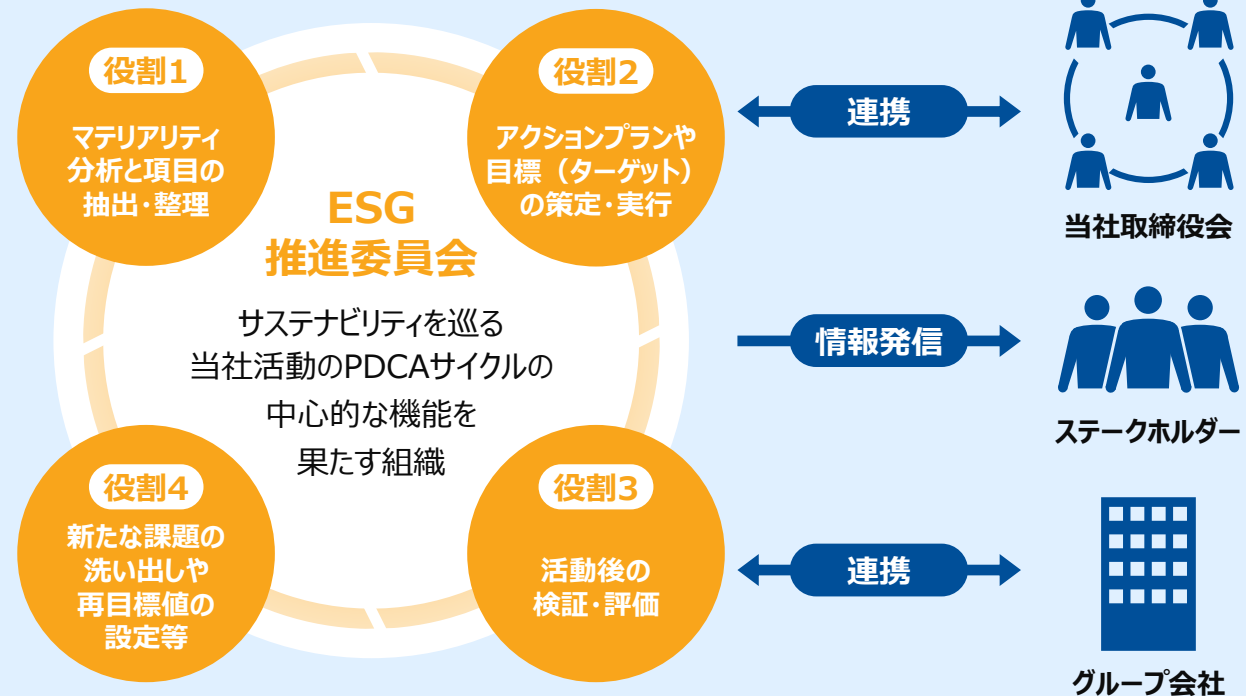 役割1
マテリアリティ
分析と項目の
抽出・整理
役割2
アクションプランや
目標（ターゲット）
の策定・実行
ESG
推進委員会
サステナビリティを巡る
当社活動のPDCAサイクルの
中心的な機能を
果たす組織
役割4
新たな課題の
洗い出しや
再目標値の
設定等
役割3
活動後の
検証・評価
連携
当社取締役会
情報発信
ステークホルダー
連携
グループ会社